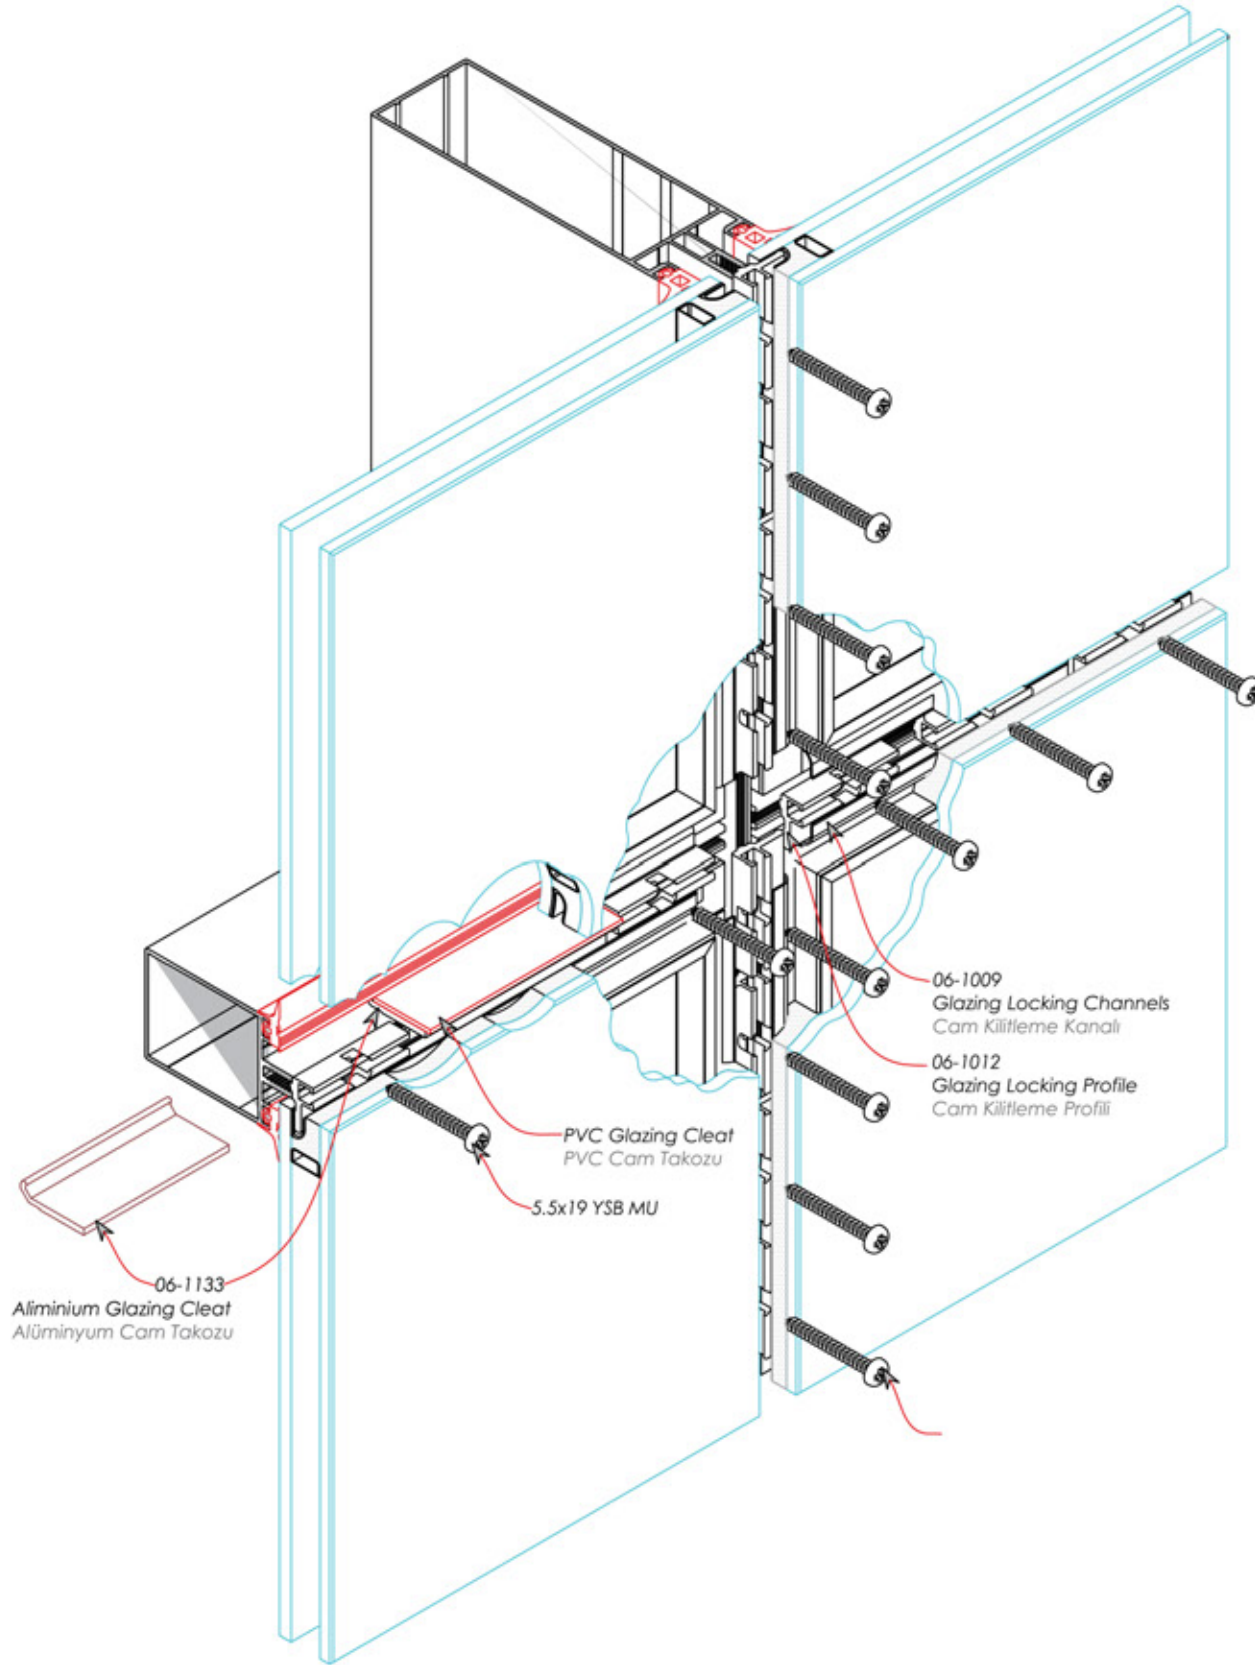 06-1009
Glazing Locking Channels
Cam Kilitleme Kanalı
06-1012
Glazing Locking Profile
Cam Kilitleme Profili
PVC Glazing Cleat
PVC Cam Takozu
5.5x19 YSB MU
06-1133
Aliminium Glazing Cleat
Alüminyum Cam Takozu